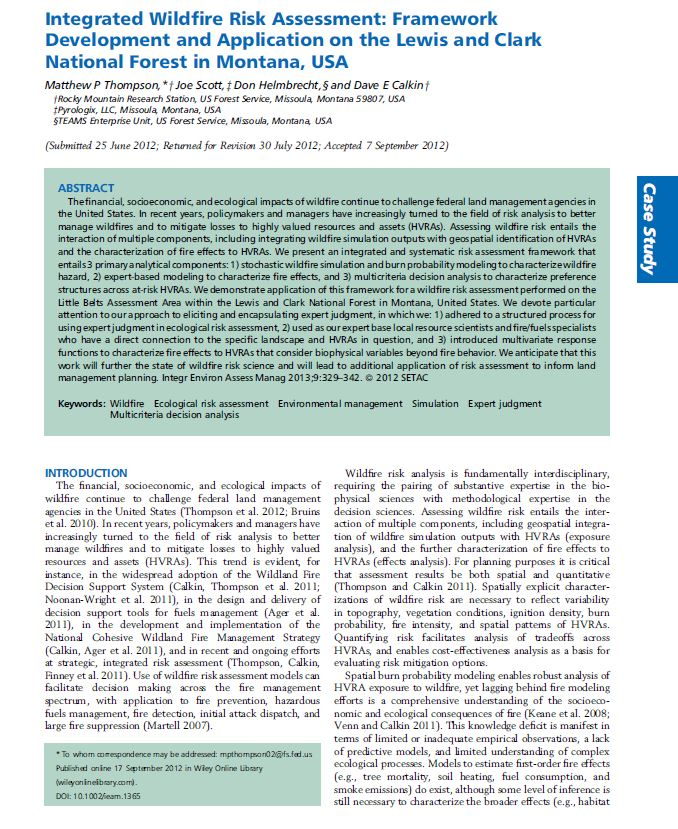 Integrated Wildfire Risk Assessment: Framework
Development and Application on the Lewis and Clark
National Forest in Montana, USA
Matthew P Thompson,*† Joe Scott,‡ Don Helmbrecht,§ and Dave E Calkin†
†Rocky Mountain Research Station, US Forest Service, Missoula, Montana 59807, USA
‡Pyrologix, LLC, Missoula, Montana, USA
§TEAMS Enterprise Unit, US Forest Service, Missoula, Montana, USA
(Submitted 25 June 2012; Returned for Revision 30 July 2012; Accepted 7 September 2012)
Case Study
ABSTRACT
The financial, socioeconomic, and ecological impacts of wildfire continue to challenge federal land management agencies in
the United States. In recent years, policymakers and managers have increasingly turned to the field of risk analysis to better
manage wildfires and to mitigate losses to highly valued resources and assets (HVRAs). Assessing wildfire risk entails the
interaction of multiple components, including integrating wildfire simulation outputs with geospatial identification of HVRAs
and the characterization of fire effects to HVRAs. We present an integrated and systematic risk assessment framework that
entails 3 primary analytical components: 1) stochastic wildfire simulation and burn probability modeling to characterize wildfire
hazard, 2) expert-based modeling to characterize fire effects, and 3) multicriteria decision analysis to characterize preference
structures across at-risk HVRAs. We demonstrate application of this framework for a wildfire risk assessment performed on the
Little Belts Assessment Area within the Lewis and Clark National Forest in Montana, United States. We devote particular
attention to our approach to eliciting and encapsulating expert judgment, in which we: 1) adhered to a structured process for
using expert judgment in ecological risk assessment, 2) used as our expert base local resource scientists and fire/fuels specialists
who have a direct connection to the specific landscape and HVRAs in question, and 3) introduced multivariate response
functions to characterize fire effects to HVRAs that consider biophysical variables beyond fire behavior. We anticipate that this
work will further the state of wildfire risk science and will lead to additional application of risk assessment to inform land
management planning. Integr Environ Assess Manag 2013;9:329–342. © 2012 SETAC
Keywords: Wildfire Ecological risk assessment Environmental management Simulation Expert judgment
Multicriteria decision analysis
INTRODUCTION
The financial, socioeconomic, and ecological impacts of
wildfire continue to challenge federal land management
agencies in the United States (Thompson et al. 2012; Bruins
et al. 2010). In recent years, policymakers and managers have
increasingly turned to the field of risk analysis to better
manage wildfires and to mitigate losses to highly valued
resources and assets (HVRAs). This trend is evident, for
instance, in the widespread adoption of the Wildland Fire
Decision Support System (Calkin, Thompson et al. 2011;
Noonan-Wright et al. 2011), in the design and delivery of
decision support tools for fuels management (Ager et al.
2011), in the development and implementation of the
National Cohesive Wildland Fire Management Strategy
(Calkin, Ager et al. 2011), and in recent and ongoing efforts
at strategic, integrated risk assessment (Thompson, Calkin,
Finney et al. 2011). Use of wildfire risk assessment models can
facilitate decision making across the fire management
spectrum, with application to fire prevention, hazardous
fuels management, fire detection, initial attack dispatch, and
large fire suppression (Martell 2007).
* To whom correspondence may be addressed: mpthompson02@fs.fed.us
Published online 17 September 2012 in Wiley Online Library
(wileyonlinelibrary.com).
DOI: 10.1002/ieam.1365
Wildfire risk analysis is fundamentally interdisciplinary,
requiring the pairing of substantive expertise in the bio-
physical sciences with methodological expertise in the
decision sciences. Assessing wildfire risk entails the inter-
action of multiple components, including geospatial integra-
tion of wildfire simulation outputs with HVRAs (exposure
analysis), and the further characterization of fire effects to
HVRAs (effects analysis). For planning purposes it is critical
that assessment results be both spatial and quantitative
(Thompson and Calkin 2011). Spatially explicit character-
izations of wildfire risk are necessary to reflect variability
in topography, vegetation conditions, ignition density, burn
probability, fire intensity, and spatial patterns of HVRAs.
Quantifying risk facilitates analysis of tradeoffs across
HVRAs, and enables cost-effectiveness analysis as a basis for
evaluating risk mitigation options.
Spatial burn probability modeling enables robust analysis of
HVRA exposure to wildfire, yet lagging behind fire modeling
efforts is a comprehensive understanding of the socioeco-
nomic and ecological consequences of fire (Keane et al. 2008;
Venn and Calkin 2011). This knowledge deficit is manifest in
terms of limited or inadequate empirical observations, a lack
of predictive models, and limited understanding of complex
ecological processes. Models to estimate first-order fire effects
(e.g., tree mortality, soil heating, fuel consumption, and
smoke emissions) do exist, although some level of inference is
still necessary to characterize the broader effects (e.g., habitat